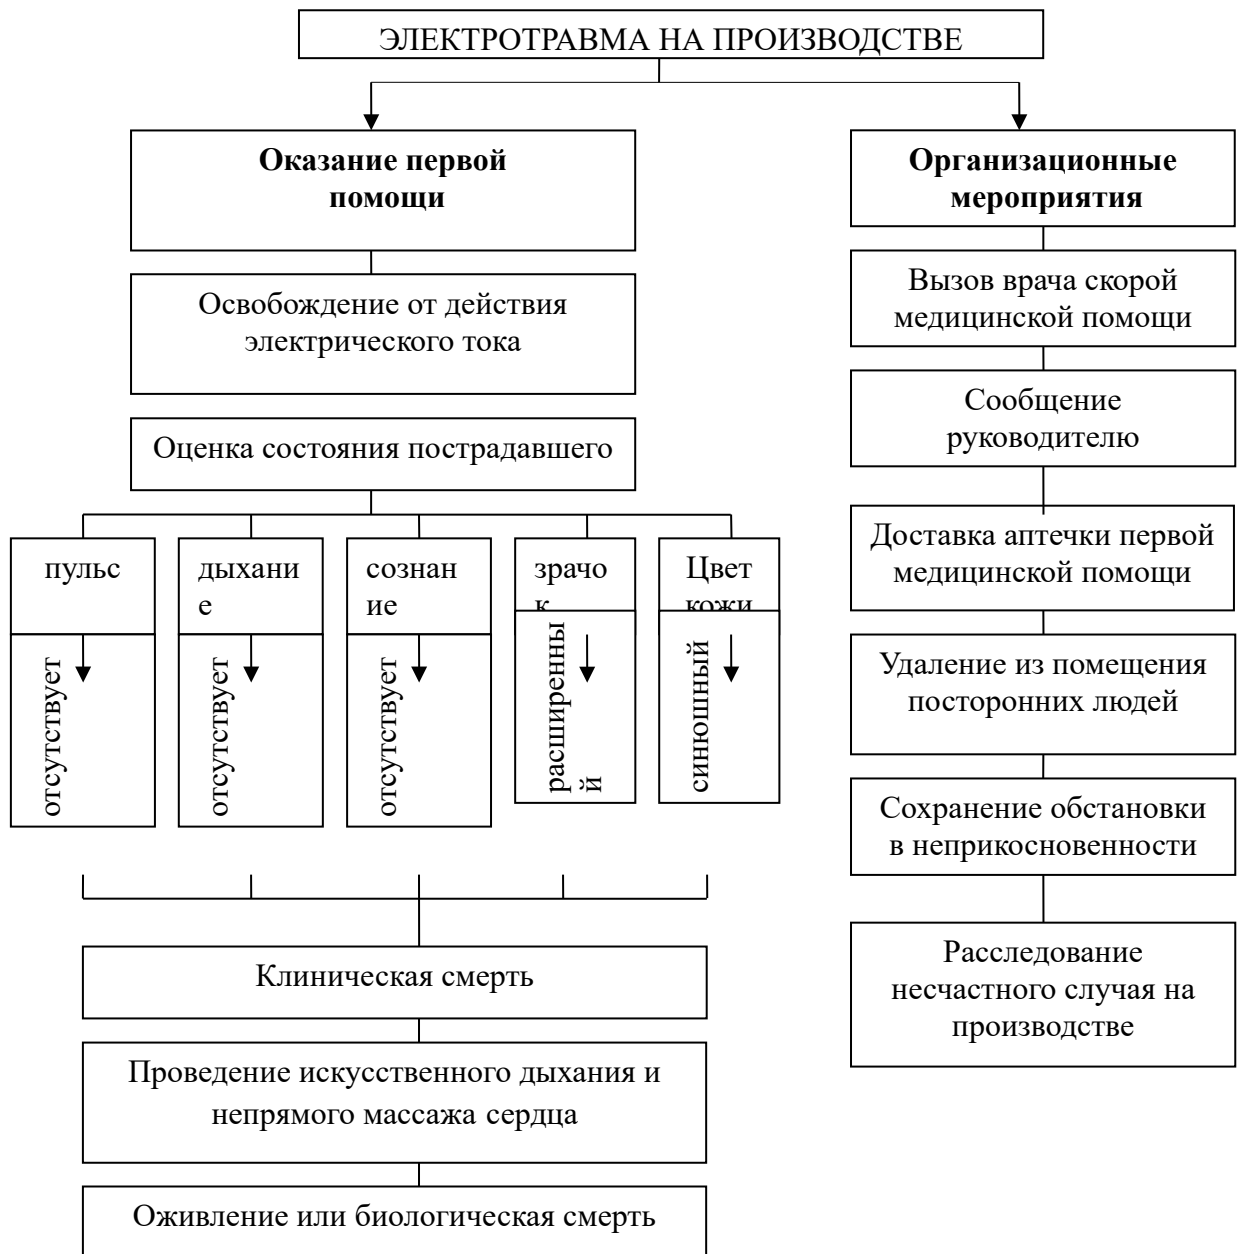 ЭЛЕКТРОТРАВМА НА ПРОИЗВОДСТВЕ
Оказание первой
помощи
Освобождение от действия
электрического тока
Оценка состояния пострадавшего
пульс
отсутствует
дыхани
е
отсутствует
сознан
ие
отсутствует
зрачо
к
расширенны
й
Цвет
кожи
синюшный
Клиническая смерть
Проведение искусственного дыхания и
непрямого массажа сердца
Оживление или биологическая смерть
Организационные
мероприятия
Вызов врача скорой
медицинской помощи
Сообщение
руководителю
Доставка аптечки первой
медицинской помощи
Удаление из помещения
посторонних людей
Сохранение обстановки
в неприкосновенности
Расследование
несчастного случая на
производстве